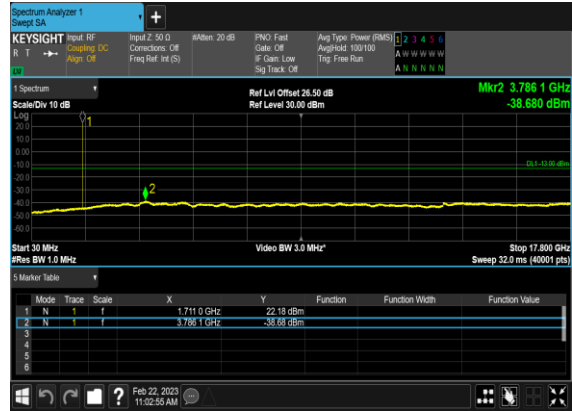 Spectrum Analyzer 1
Swept SA
+
KEYSIGHT Input: RF Input Z: 50 Ω #Atten: 20 dB PNO: Fast Avg Type: Power (RMS) 1 2 3 4 5 6
R T Coupling: DC Corrections: Off Gate: Off Avg|Hold: 100/100 A W W W W W
Align: Off Freq Ref: Int (S) IF Gain: Low Trig: Free Run
Sig Track: Off A N N N N N
1 Spectrum Ref Lvl Offset 26.50 dB Mkr2 3.786 1 GHz
Scale/Div 10 dB Ref Level 30.00 dBm -38.680 dBm
Log
1
20.0
10.0
0.00
-10.0
DL1 -13.00 dBm
-20.0
-30.0
2
-40.0
-50.0
-60.0
Start 30 MHz Video BW 3.0 MHz* Stop 17.800 GHz
#Res BW 1.0 MHz Sweep 32.0 ms (40001 pts)
5 Marker Table
Mode Trace Scale X Y Function Function Width Function Value
1 N 1 f 1.711 0 GHz 22.18 dBm
2 N 1 f 3.786 1 GHz -38.68 dBm
3
4
5
6
? Feb 22, 2023
11:02:55 AM